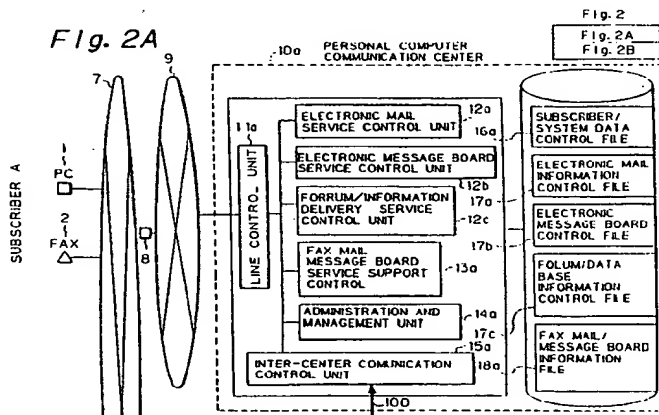 Fig. 2
Fig. 2A
Fig. 2B
Fig. 2A
7
9
10a
PERSONAL COMPUTER
COMMUNICATION CENTER
SUBSCRIBER A
1
PC
2
FAX
8
11a
LINE CONTROL UNIT
ELECTRONIC MAIL
SERVICE CONTROL UNIT
12a
ELECTRONIC MESSAGE BOARD
SERVICE CONTROL UNIT
12b
FORRUM/INFORMATION
DELIVERY SERVICE
CONTROL UNIT
12c
FAX MAIL
MESSAGE BOARD
SERVICE SUPPORT
CONTROL
13a
ADMINISTRATION AND
MANAGEMENT UNIT
14a
15a
INTER-CENTER COMUNICATION
CONTROL UNIT
100
16a
SUBSCRIBER/
SYSTEM DATA
CONTROL FILE
17a
ELECTRONIC MAIL
INFORMATION
CONTROL FILE
17b
ELECTRONIC MESSAGE BOARD
CONTROL FILE
17c
FOLUM/DATA
BASE
INFORMATION
CONTROL FILE
18a
FAX MAIL/
MESSAGE BOARD
INFORMATION
FILE